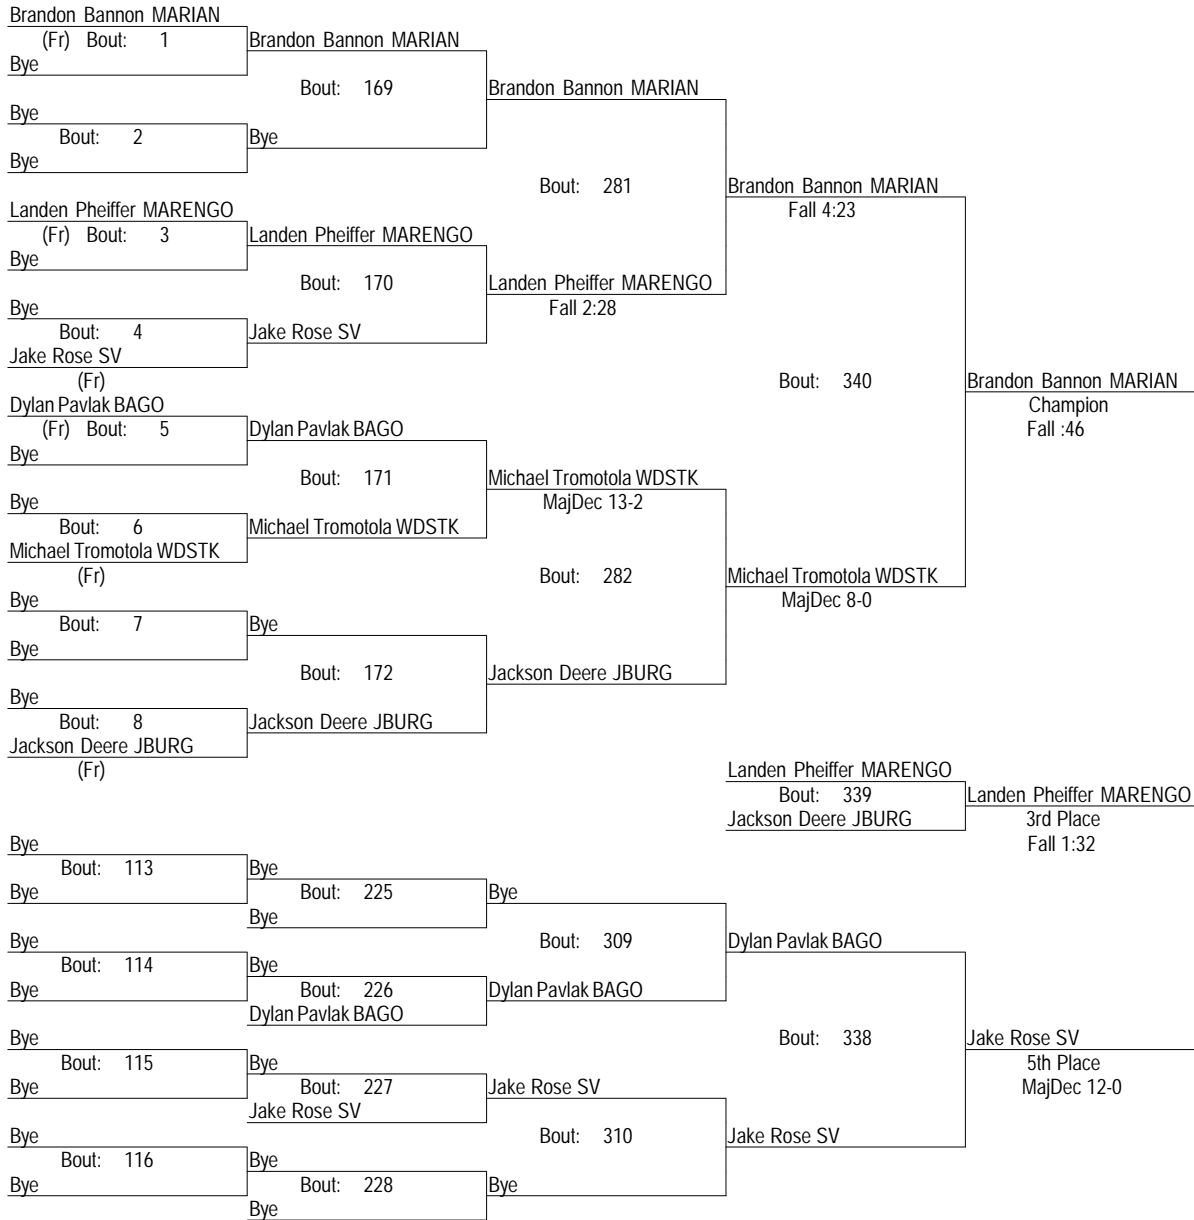 Brandon Bannon MARIAN
(Fr) Bout: 1
Brandon Bannon MARIAN
Bye
Bout: 169
Brandon Bannon MARIAN
Bye
Bout: 2
Bye
Bye
Bout: 281
Brandon Bannon MARIAN
Fall 4:23
Landen Pheiffer MARENGO
(Fr) Bout: 3
Landen Pheiffer MARENGO
Bye
Bout: 170
Landen Pheiffer MARENGO
Fall 2:28
Bye
Bout: 4
Jake Rose SV
Jake Rose SV
(Fr)
Bout: 340
Brandon Bannon MARIAN
Champion
Fall :46
Dylan Pavlak BAGO
(Fr) Bout: 5
Dylan Pavlak BAGO
Bye
Bout: 171
Michael Tromotola WDSTK
MajDec 13-2
Bye
Bout: 6
Michael Tromotola WDSTK
Michael Tromotola WDSTK
(Fr)
Bout: 282
Michael Tromotola WDSTK
MajDec 8-0
Bye
Bout: 7
Bye
Bye
Bout: 172
Jackson Deere JBURG
Bye
Bout: 8
Jackson Deere JBURG
Jackson Deere JBURG
(Fr)
Landen Pheiffer MARENGO
Bout: 339
Landen Pheiffer MARENGO
Jackson Deere JBURG
3rd Place
Fall 1:32
Bye
Bout: 113
Bye
Bye
Bout: 225
Bye
Bye
Bout: 309
Dylan Pavlak BAGO
Bye
Bout: 114
Bye
Bye
Bout: 226
Dylan Pavlak BAGO
Dylan Pavlak BAGO
Bout: 338
Jake Rose SV
5th Place
MajDec 12-0
Bye
Bout: 115
Bye
Bye
Bout: 227
Jake Rose SV
Jake Rose SV
Bout: 310
Jake Rose SV
Bye
Bout: 116
Bye
Bye
Bout: 228
Bye
Bye